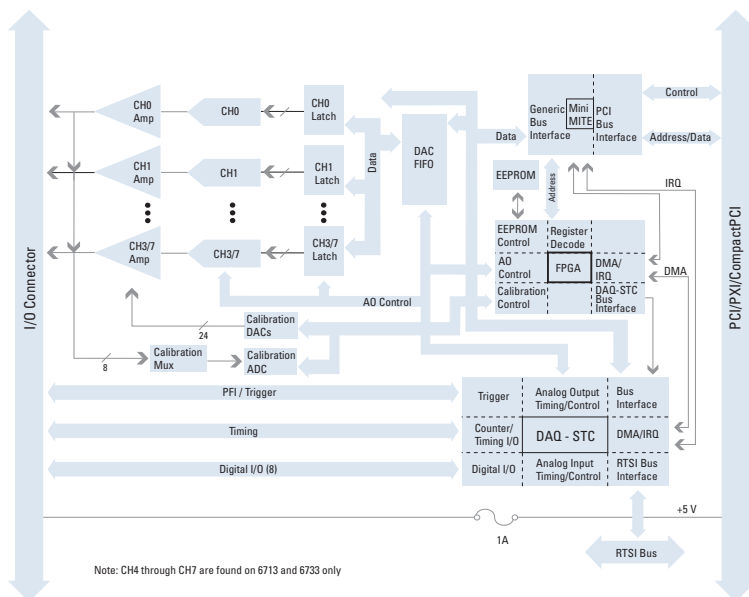 I/O Connector
PCI/PXI/CompactPCI
CH0
Amp
CH0
CH0
Latch
CH1
Amp
CH1
CH1
Latch
CH3/7
Amp
CH3/7
CH3/7
Latch
Data
DAC
FIFO
Data
Generic
Bus
Interface
Mini
MITE
PCI
Bus
Interface
Control
Address/Data
IRQ
EEPROM
Address
EEPROM
Control
Register
Decode
AO
Control
FPGA
DMA/
IRQ
DMA
Calibration
Control
DAQ-STC
Bus
Interface
AO Control
24
Calibration
DACs
8
Calibration
Mux
Calibration
ADC
PFI / Trigger
Timing
Digital I/O (8)
Trigger
Analog Output
Timing/Control
Bus
Interface
Counter/
Timing I/O
DAQ - STC
DMA/IRQ
Digital I/O
Analog Input
Timing/Control
RTSI Bus
Interface
+5 V
1A
RTSI Bus
Note: CH4 through CH7 are found on 6713 and 6733 only